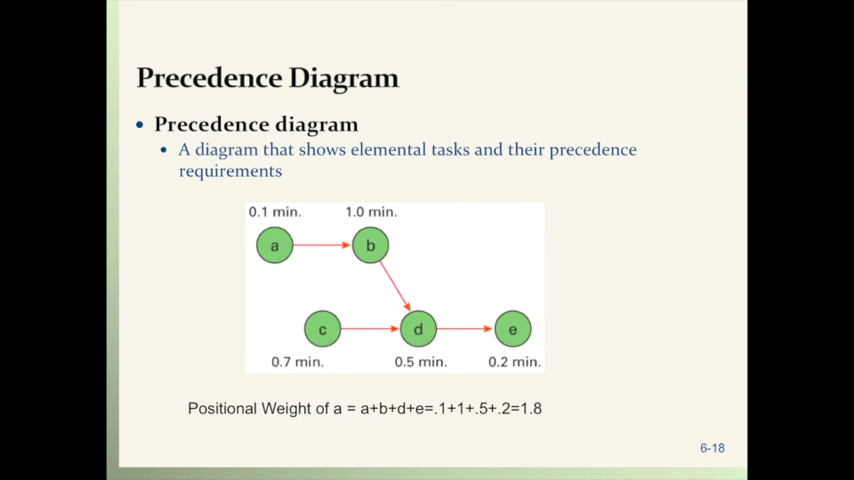 Precedence Diagram
• Precedence diagram
• A diagram that shows elemental tasks and their precedence
requirements
0.1 min. 1.0 min.
a b
c d e
0.7 min. 0.5 min. 0.2 min.
Positional Weight of a = a+b+d+e=.1+1+.5+.2=1.8
6-18